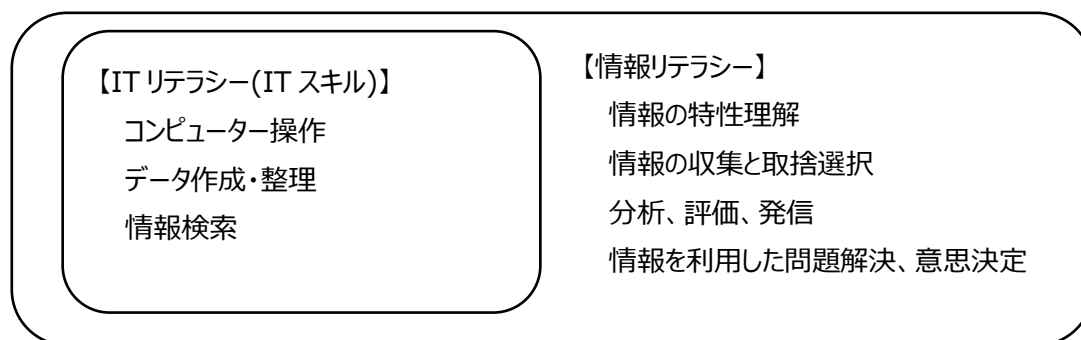 【IT リテラシー(IT スキル)】
コンピューター操作
データ作成・整理
情報検索
【情報リテラシー】
情報の特性理解
情報の収集と取捨選択
分析、評価、発信
情報を利用した問題解決、意思決定